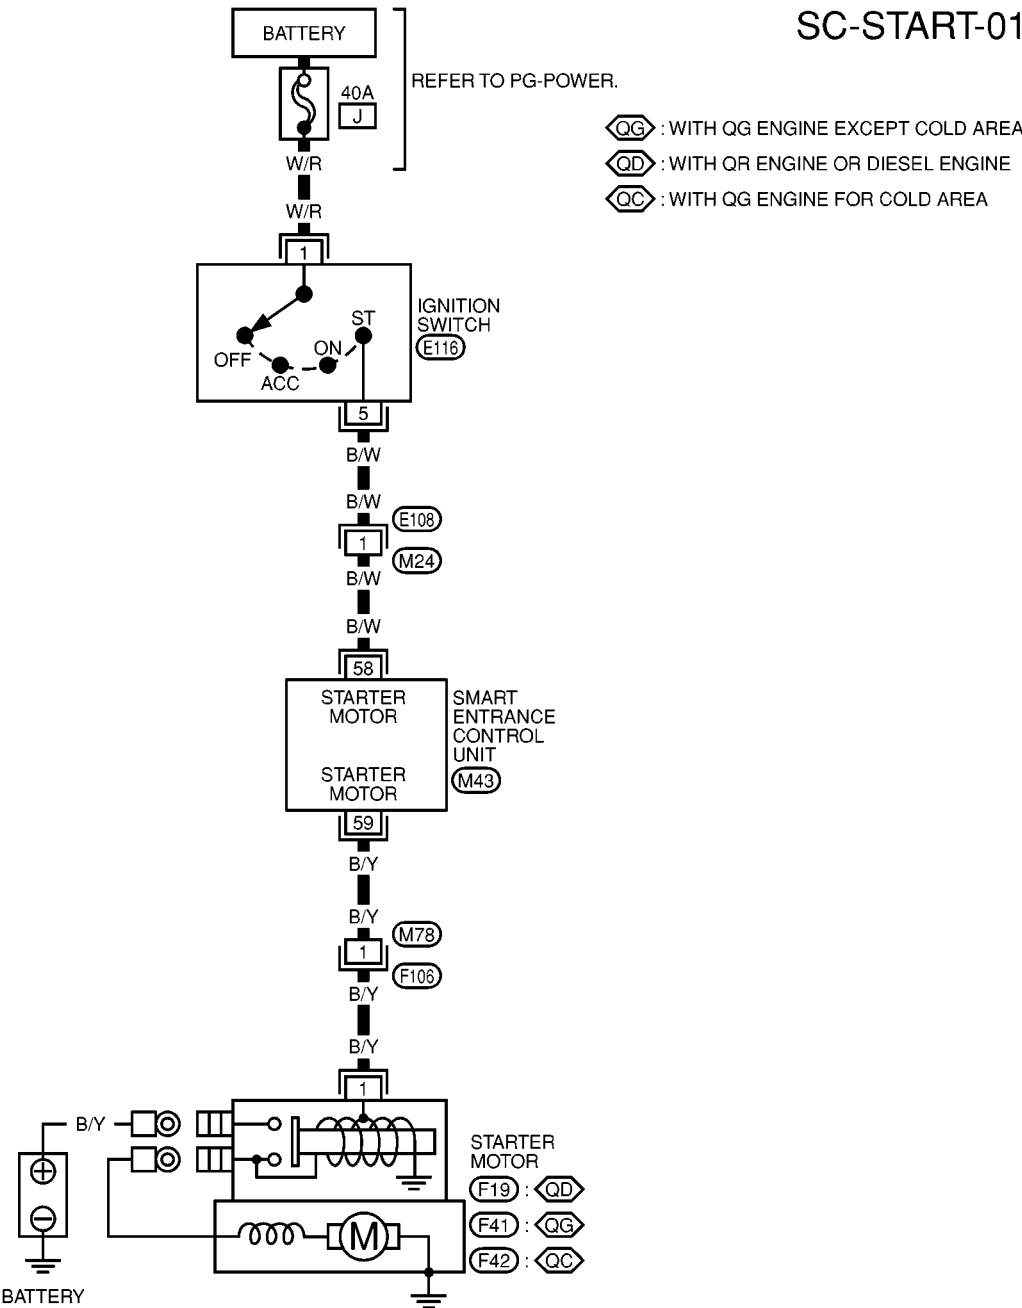 SC-START-01
BATTERY
REFER TO PG-POWER.
40A
J
QG : WITH QG ENGINE EXCEPT COLD AREA
QD : WITH QR ENGINE OR DIESEL ENGINE
QC : WITH QG ENGINE FOR COLD AREA
W/R
W/R
1
IGNITION
SWITCH
E116
ST
ON
OFF
ACC
5
B/W
B/W
E108
1
M24
B/W
B/W
58
STARTER
MOTOR
SMART
ENTRANCE
CONTROL
UNIT
M43
STARTER
MOTOR
59
B/Y
B/Y
M78
1
F106
B/Y
B/Y
1
B/Y
STARTER
MOTOR
F19 : QD
F41 : QG
F42 : QC
M
BATTERY